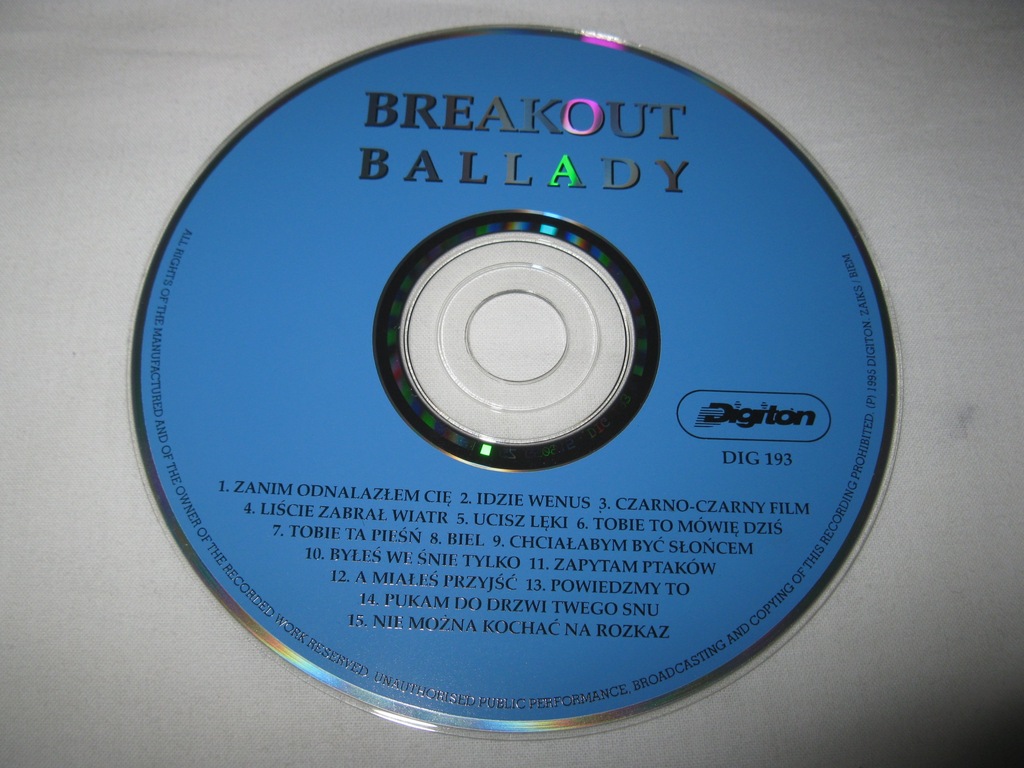 BREAKOUT
BALLADY
Digiton
DIG 193
1. ZANIM ODNALAZŁEM CIĘ 2. IDZIE WENUS 3. CZARNO-CZARNY FILM
4. LIŚCIE ZABRAŁ WIATR 5. UCISZ LĘKI 6. TOBIE TO MÓWIĘ DZIŚ
7. TOBIE TA PIEŚŃ 8. BIEL 9. CHCIAŁABYM BYĆ SŁOŃCEM
10. BYŁEŚ WE ŚNIE TYLKO 11. ZAPYTAM PTAKÓW
12. A MIAŁEŚ PRZYJŚĆ 13. POWIEDZMY TO
14. PUKAM DO DRZWI TWEGO SNU
15. NIE MOŻNA KOCHAĆ NA ROZKAZ
ALL RIGHTS OF THE MANUFACTURED AND OF THE OWNER OF THE RECORDED WORK RESERVED. UNAUTHORISED PUBLIC PERFORMANCE, BROADCASTING AND COPYING OF THIS RECORDING PROHIBITED. (P) 1995 DIGITON. ZAIKS / BIEM